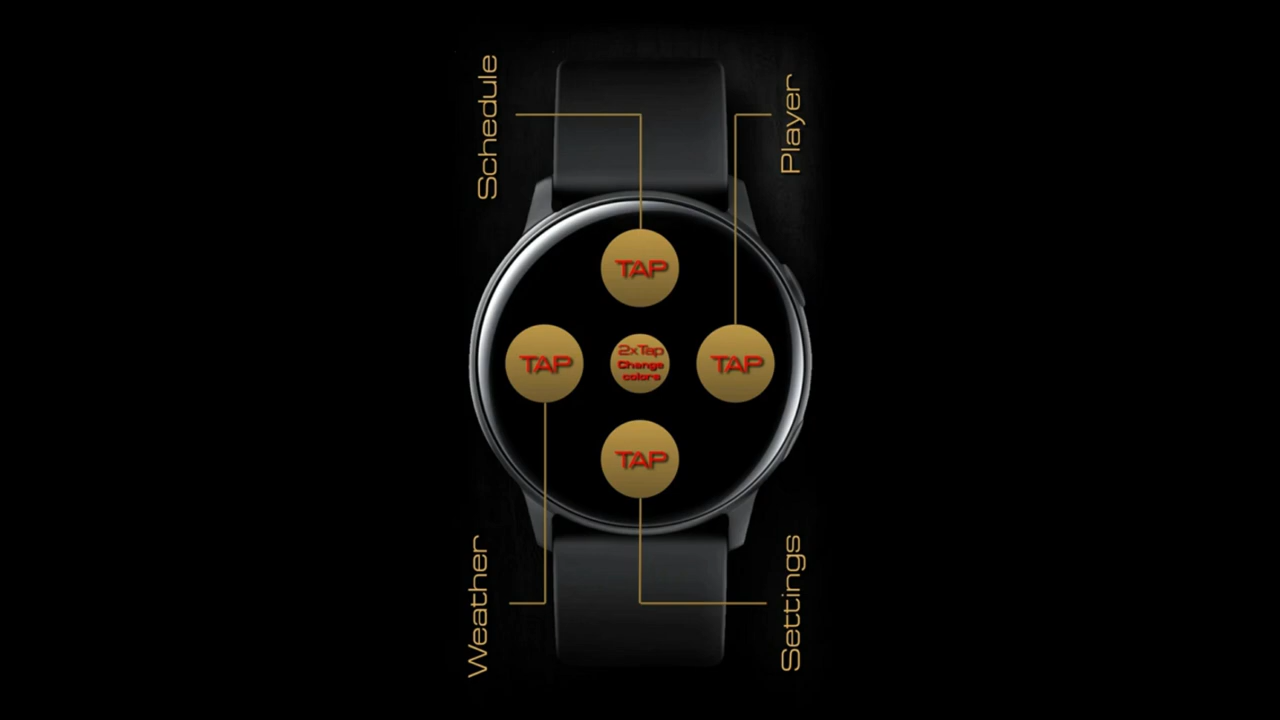 Schedule
Player
TAP
TAP
2xTap
Change
colors
TAP
TAP
Weather
Settings